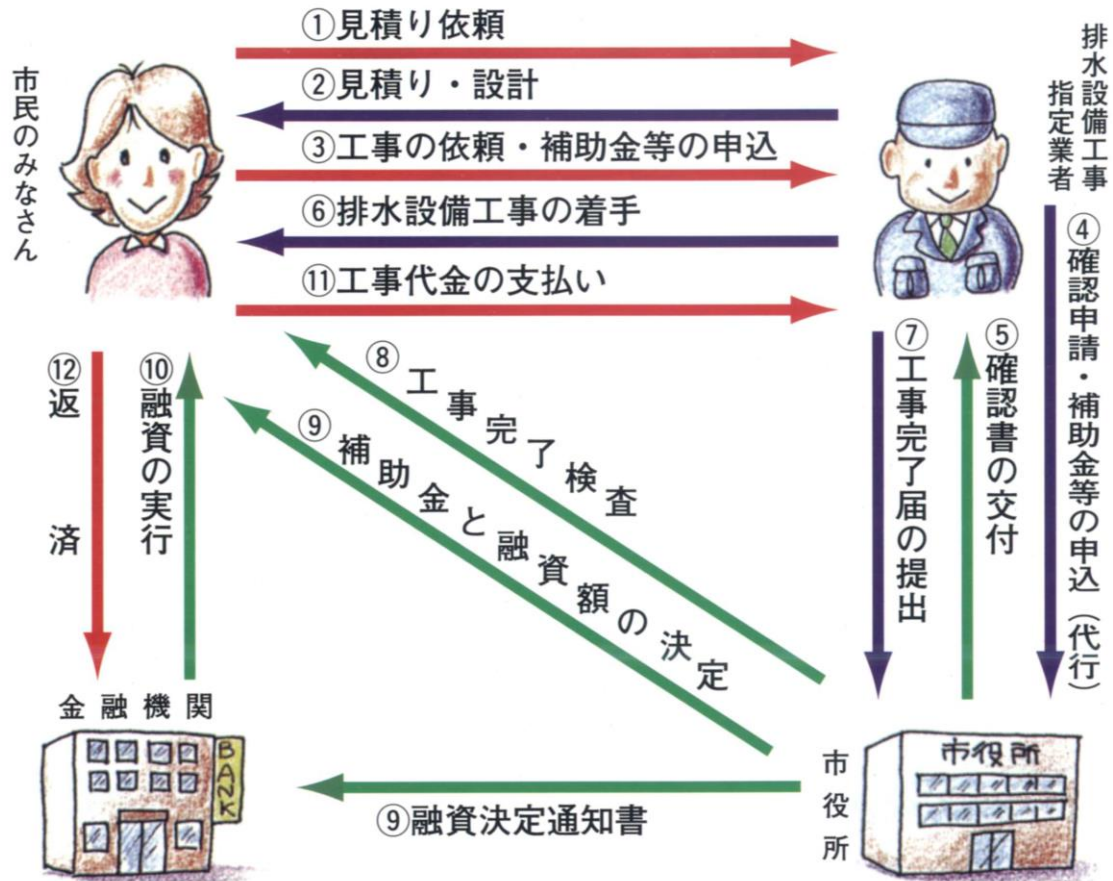 ①見積り依頼
②見積り・設計
③工事の依頼・補助金等の申込
⑥排水設備工事の着手
⑪工事代金の支払い
市民のみなさん
排水設備工事
指定業者
④確認申請・補助金等の申込(代行)
⑤確認書の交付
⑦工事完了届の提出
⑧工事完了検査
⑨補助金と融資額の決定
⑩融資の実行
⑫返済
金融機関
BANK
⑨融資決定通知書
市役所
市役所